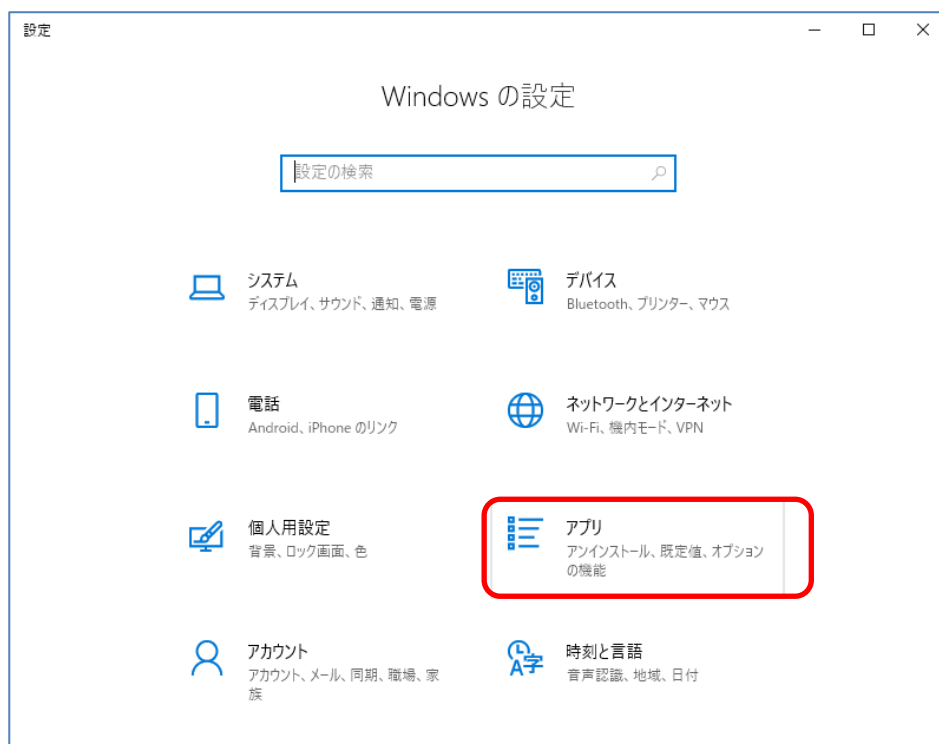 設定
Windows の設定
設定の検索
システム
ディスプレイ、サウンド、通知、電源
デバイス
Bluetooth、プリンター、マウス
電話
Android、iPhone のリンク
ネットワークとインターネット
Wi-Fi、機内モード、VPN
個人用設定
背景、ロック画面、色
アプリ
アンインストール、既定値、オプション
の機能
アカウント
アカウント、メール、同期、職場、家
族
時刻と言語
音声認識、地域、日付